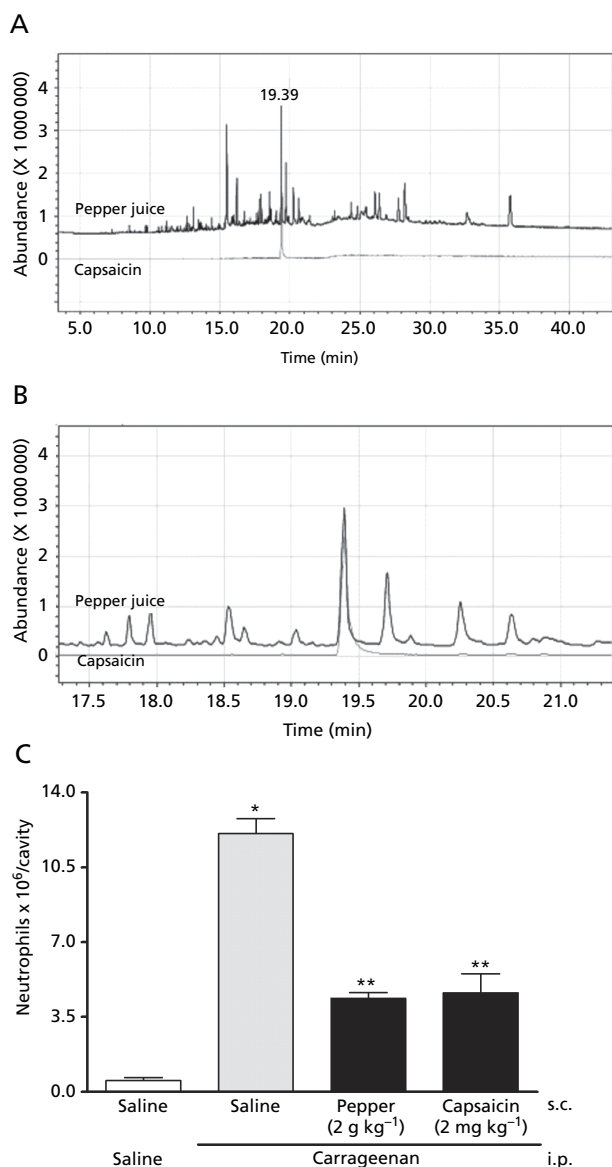 A
Abundance (X 1 000 000)
4
3
2
1
0
19.39
Pepper juice
Capsaicin
5.0 10.0 15.0 20.0 25.0 30.0 35.0 40.0
Time (min)
B
Abundance (X 1 000 000)
4
3
2
1
0
Pepper juice
Capsaicin
17.5 18.0 18.5 19.0 19.5 20.0 20.5 21.0
Time (min)
C
Neutrophils x 10⁶/cavity
14.0
10.5
7.0
3.5
0.0
*
** **
Saline Saline Pepper Capsaicin s.c.
(2 g kg⁻¹) (2 mg kg⁻¹)
Saline Carrageenan i.p.